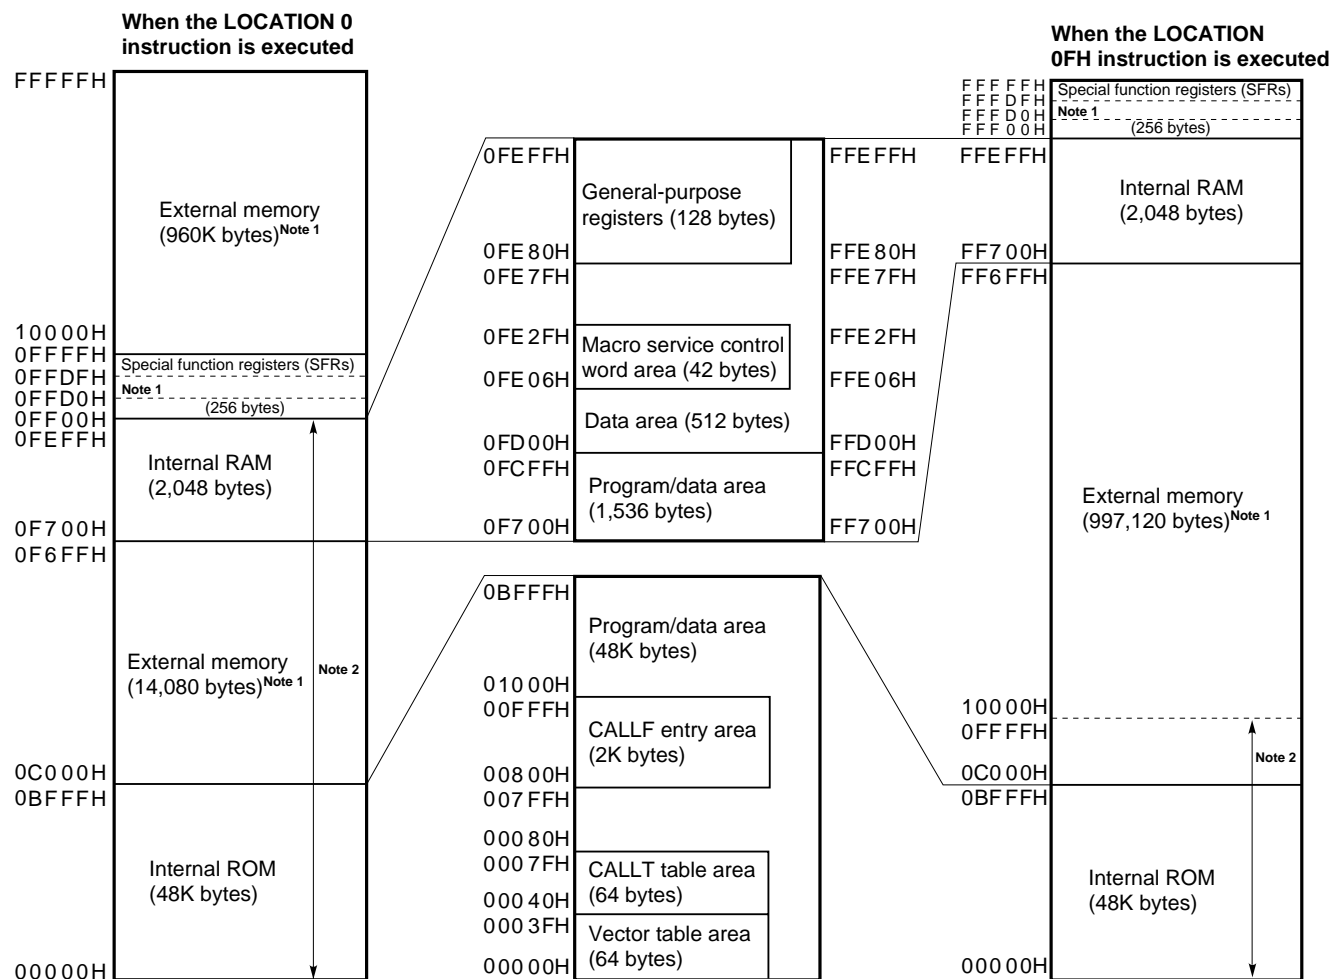 When the LOCATION 0
instruction is executed
FFFFFH
External memory
(960K bytes)Note 1
10000H
0FFFFH
Special function registers (SFRs)
0FFDFH
Note 1
0FFD0H
(256 bytes)
0FF00H
0FEFFH
Internal RAM
(2,048 bytes)
0F700H
0F6FFH
External memory
(14,080 bytes)Note 1
Note 2
0C000H
0BFFFH
Internal ROM
(48K bytes)
00000H
0FEFFH
General-purpose
registers (128 bytes)
0FE80H
0FE7FH
0FE2FH
Macro service control
word area (42 bytes)
0FE06H
Data area (512 bytes)
0FD00H
0FCFFH
Program/data area
(1,536 bytes)
0F700H
FFEFFH
FFE80H
FFE7FH
FFE2FH
FFE06H
FFD00H
FFCFFH
FF700H
0BFFFH
Program/data area
(48K bytes)
01000H
00FFFH
CALLF entry area
(2K bytes)
00800H
007FFH
00080H
0007FH
CALLT table area
(64 bytes)
00040H
0003FH
Vector table area
(64 bytes)
00000H
When the LOCATION
0FH instruction is executed
FFFFFH
Special function registers (SFRs)
FFFDFH
Note 1
FFFD0H
(256 bytes)
FFF00H
FFEFFH
Internal RAM
(2,048 bytes)
FF700H
FF6FFH
External memory
(997,120 bytes)Note 1
10000H
0FFFFH
Note 2
0C000H
0BFFFH
Internal ROM
(48K bytes)
00000H